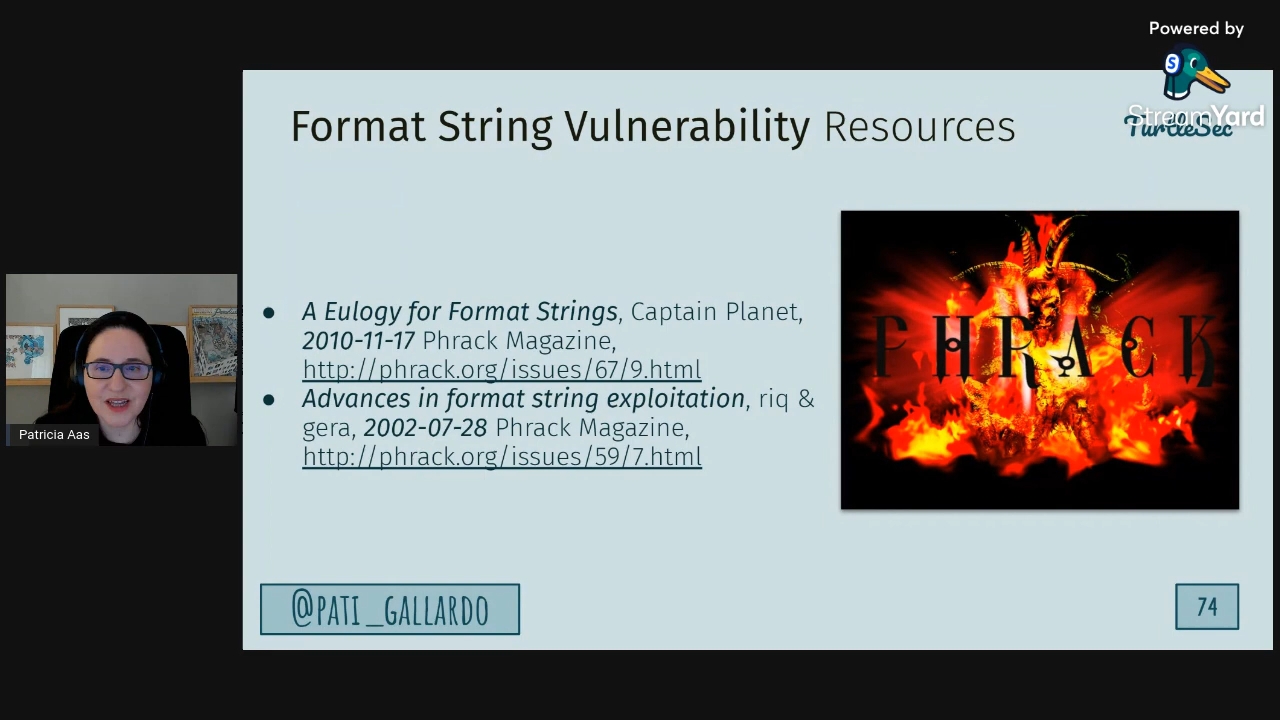 Powered by
StreamYard
TurtleSec
Format String Vulnerability Resources
● A Eulogy for Format Strings, Captain Planet,
2010-11-17 Phrack Magazine,
http://phrack.org/issues/67/9.html
● Advances in format string exploitation, riq &
gera, 2002-07-28 Phrack Magazine,
http://phrack.org/issues/59/7.html
PHRACK
Patricia Aas
@PATI_GALLARDO
74